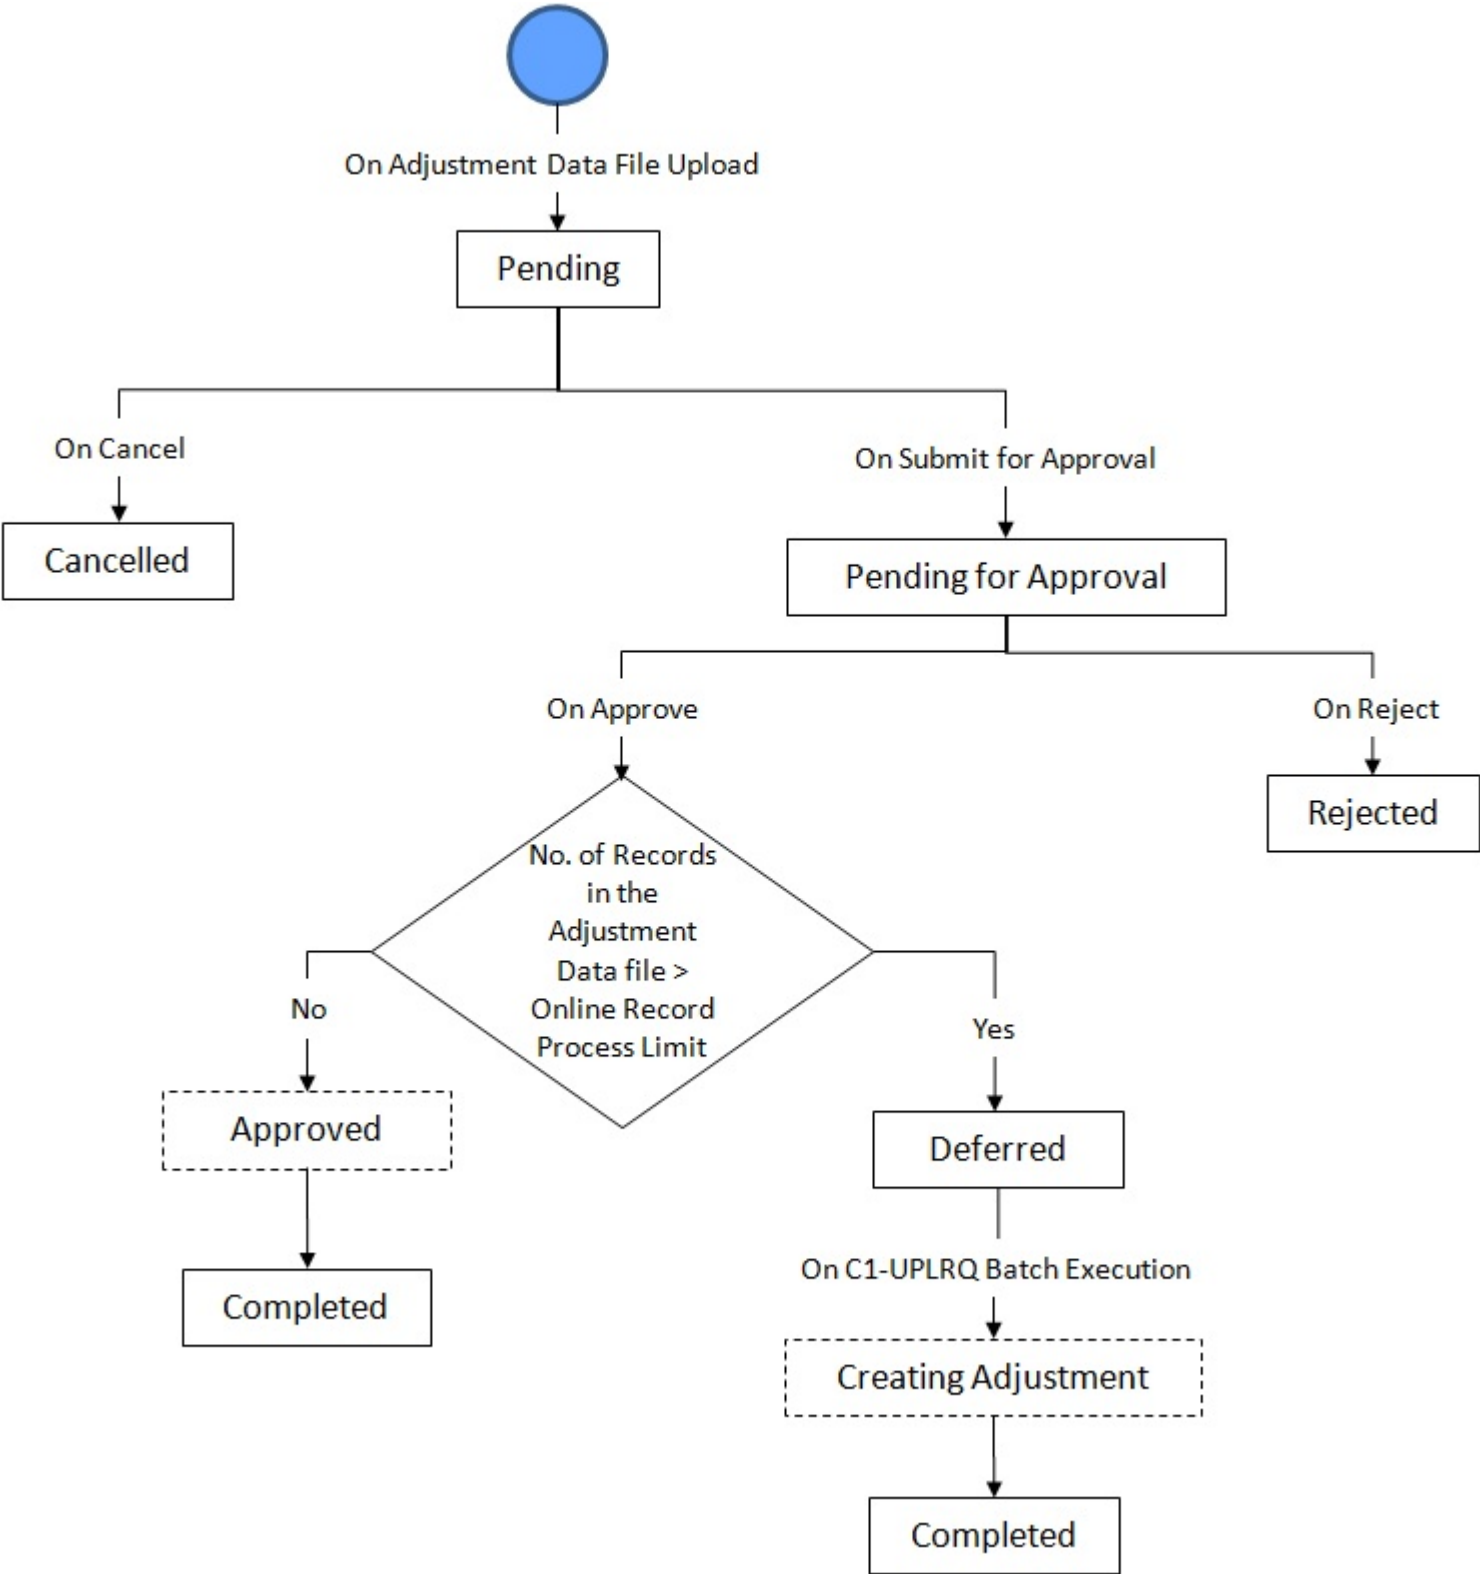 On Adjustment Data File Upload
Pending
On Cancel
On Submit for Approval
Cancelled
Pending for Approval
On Approve
On Reject
Rejected
No. of Records
in the
Adjustment
Data file >
Online Record
Process Limit
No
Yes
Approved
Deferred
On C1-UPLRQ Batch Execution
Completed
Creating Adjustment
Completed